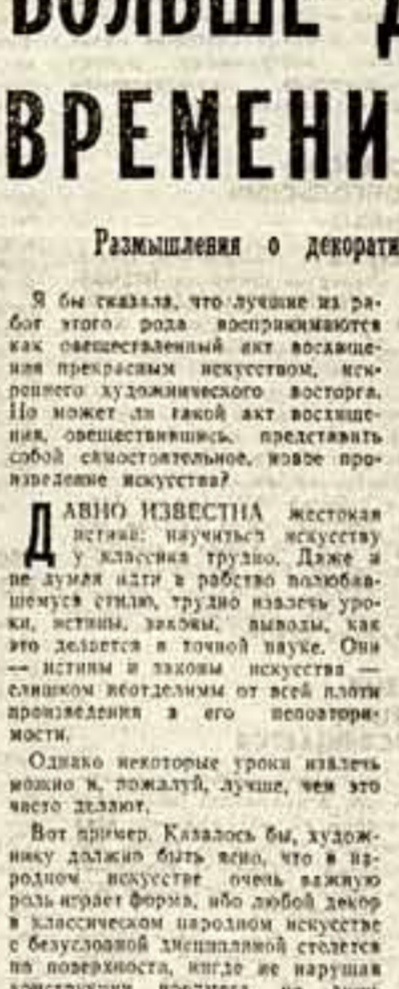 БОЛЬШЕ Д
ВРЕМЕНИ
Размышления о декорати
Я бы сказала, что лучшие из ра-
бот этого рода воспринимаются
как овеществленный акт восхище-
ния прекрасным искусством, иск-
реннего художнического восторга.
Но может ли такой акт восхище-
ния, овеществившись, представить
собой самостоятельное, новое про-
изведение искусства?
ДАВНО ИЗВЕСТНА жестокая
истина: научиться искусству
у классика трудно. Даже и
не думая идти в рабство полюбив-
шемуся стилю, трудно извлечь уро-
ки, истины, законы, выводы, как
это делается в точной науке. Они
— истины и законы искусства —
слишком неотделимы от всей плоти
произведения в его неповтори-
мости.
Однако некоторые уроки извлечь
можно и, пожалуй, лучше, чем это
часто делают.
Вот пример. Казалось бы, худож-
нику должно быть ясно, что в на-
родном искусстве очень важную
роль играет форма, ибо любой декор
в классическом народном искусстве
с безусловной дисциплиной стелется
по поверхности, нигде не нарушая
конструкции предмета,